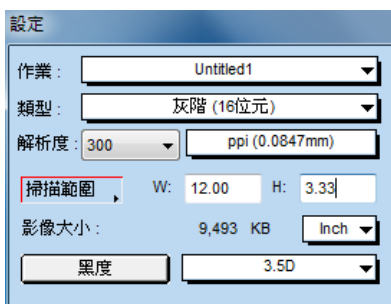 設定
作業： Untitled1
類型： 灰階 (16位元)
解析度： 300 ppi (0.0847mm)
掃描範圍 W: 12.00 H: 3.33
影像大小： 9,493 KB Inch
黑度 3.5D